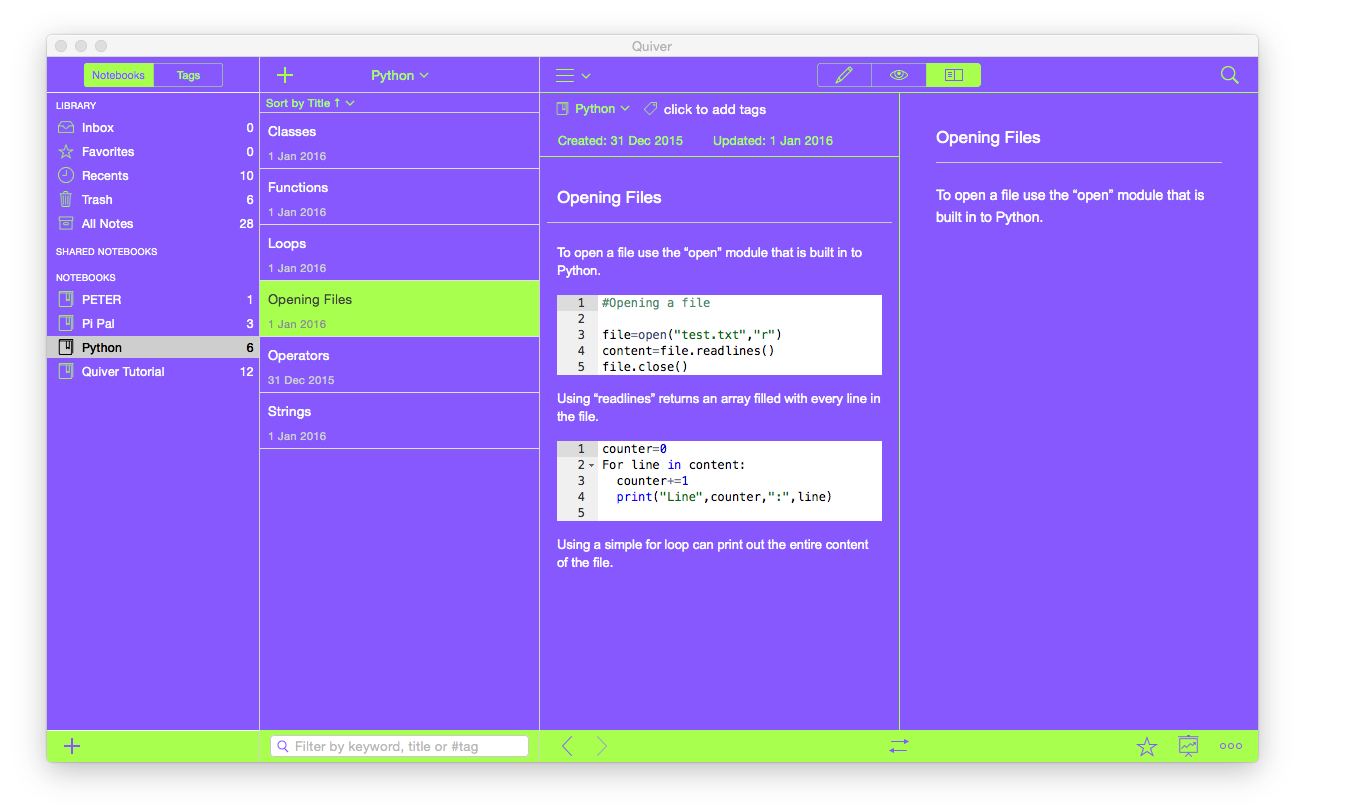 Quiver
Notebooks Tags
Python
LIBRARY
Inbox 0
Favorites 0
Recents 10
Trash 6
All Notes 28
SHARED NOTEBOOKS
NOTEBOOKS
PETER 1
Pi Pal 3
Python 6
Quiver Tutorial 12
Sort by Title ↑
Classes
1 Jan 2016
Functions
1 Jan 2016
Loops
1 Jan 2016
Opening Files
1 Jan 2016
Operators
31 Dec 2015
Strings
1 Jan 2016
Python click to add tags
Created: 31 Dec 2015 Updated: 1 Jan 2016
Opening Files
To open a file use the “open” module that is built in to
Python.
1 #Opening a file
2
3 file=open("test.txt","r")
4 content=file.readlines()
5 file.close()
Using “readlines” returns an array filled with every line in
the file.
1 counter=0
2 For line in content:
3 counter+=1
4 print("Line",counter,":",line)
5
Using a simple for loop can print out the entire content
of the file.
Opening Files
To open a file use the “open” module that is
built in to Python.
Filter by keyword, title or #tag